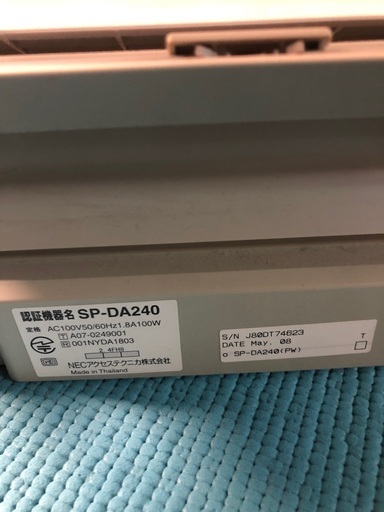 認証機器名 SP-DA240
定格 AC100V50/60Hz1.8A100W
T A07-0249001
R 001NYDA1803
NECアクセステクニカ株式会社
Made in Thailand
S/N J80DT74623
DATE May. 08
o SP-DA240(PW)
T